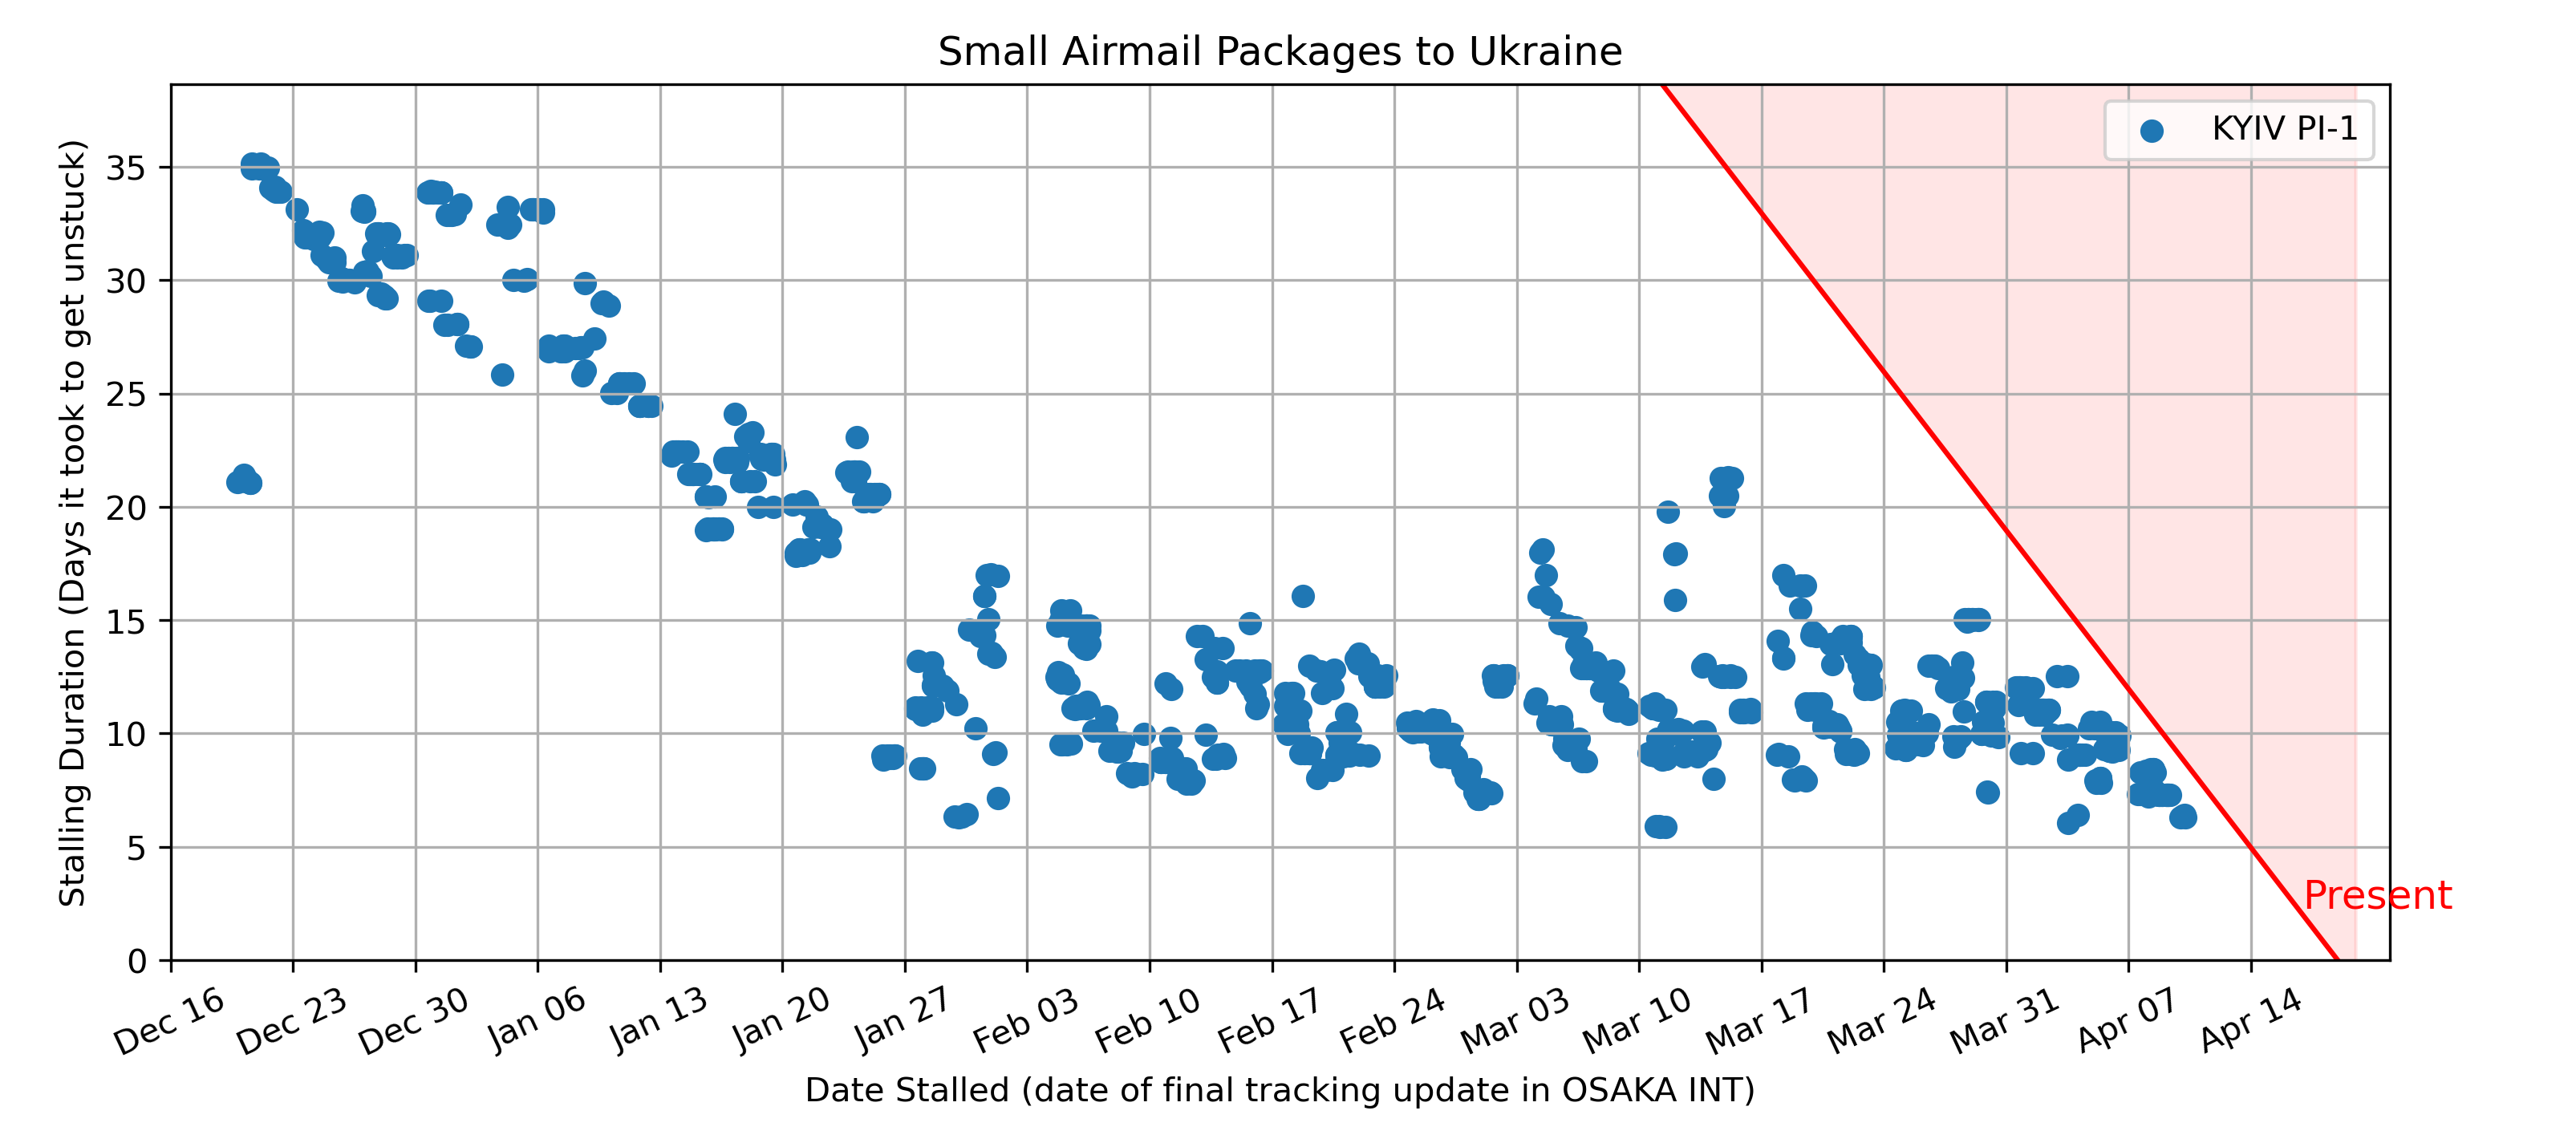 Small Airmail Packages to Ukraine
KYIV PI-1
Stalling Duration (Days it took to get unstuck)
35
30
25
20
15
10
5
0
Present
Dec 16 Dec 23 Dec 30 Jan 06 Jan 13 Jan 20 Jan 27 Feb 03 Feb 10 Feb 17 Feb 24 Mar 03 Mar 10 Mar 17 Mar 24 Mar 31 Apr 07 Apr 14
Date Stalled (date of final tracking update in OSAKA INT)